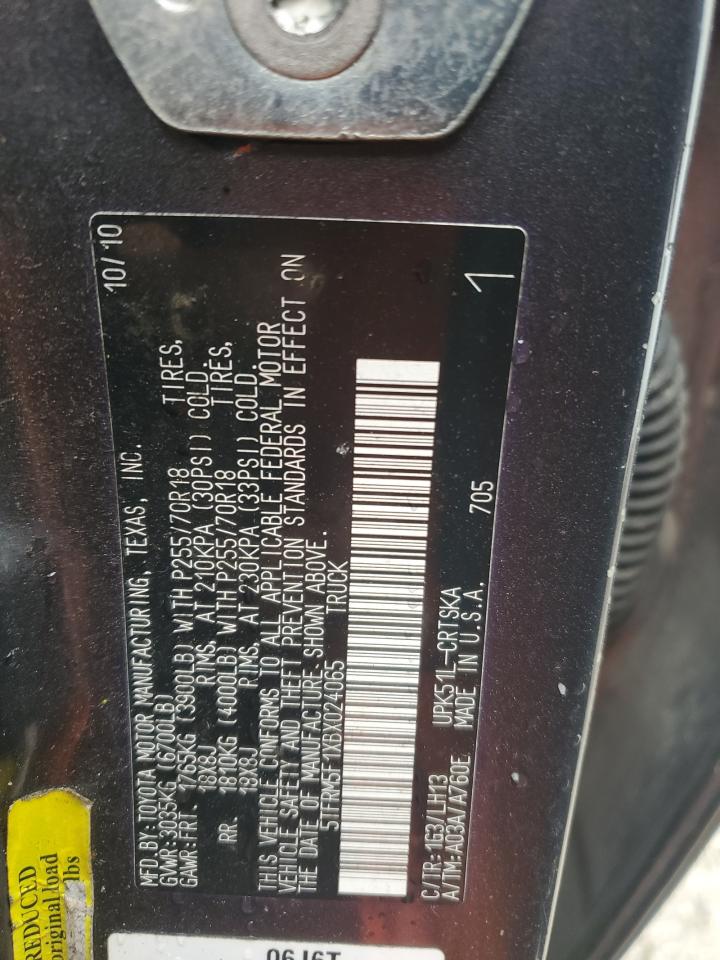 MFD.BY:TOYOTA MOTOR MANUFACTURING, TEXAS, INC. 10/10
GVWR:3035KG (6700LB)
GAWR:FRT 1765KG (3900LB) WITH P255/70R18 TIRES,
18X8J RIMS, AT 210KPA (30PSI) COLD.
RR. 1810KG (4000LB) WITH P255/70R18 TIRES,
18X8J RIMS, AT 230KPA (33PSI) COLD.
THIS VEHICLE CONFORMS TO ALL APPLICABLE FEDERAL MOTOR
VEHICLE SAFETY AND THEFT PREVENTION STANDARDS IN EFFECT ON
THE DATE OF MANUFACTURE SHOWN ABOVE.
5TFRM5F1XBX024065 TRUCK
C/TR:1G3/LH13 UPK51L-CRTSKA
A/TM:A03A/A760E MADE IN U.S.A. 705 1
REDUCED
original load
lbs